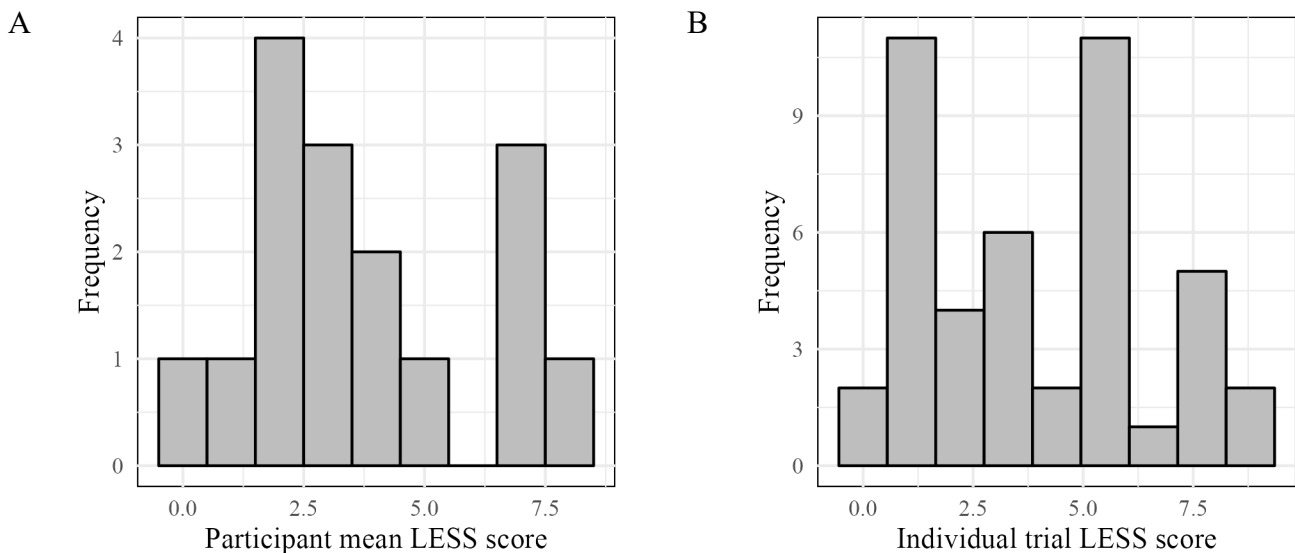 A
Frequency
4
3
2
1
0
0.0 2.5 5.0 7.5
Participant mean LESS score
B
Frequency
9
6
3
0
0.0 2.5 5.0 7.5
Individual trial LESS score